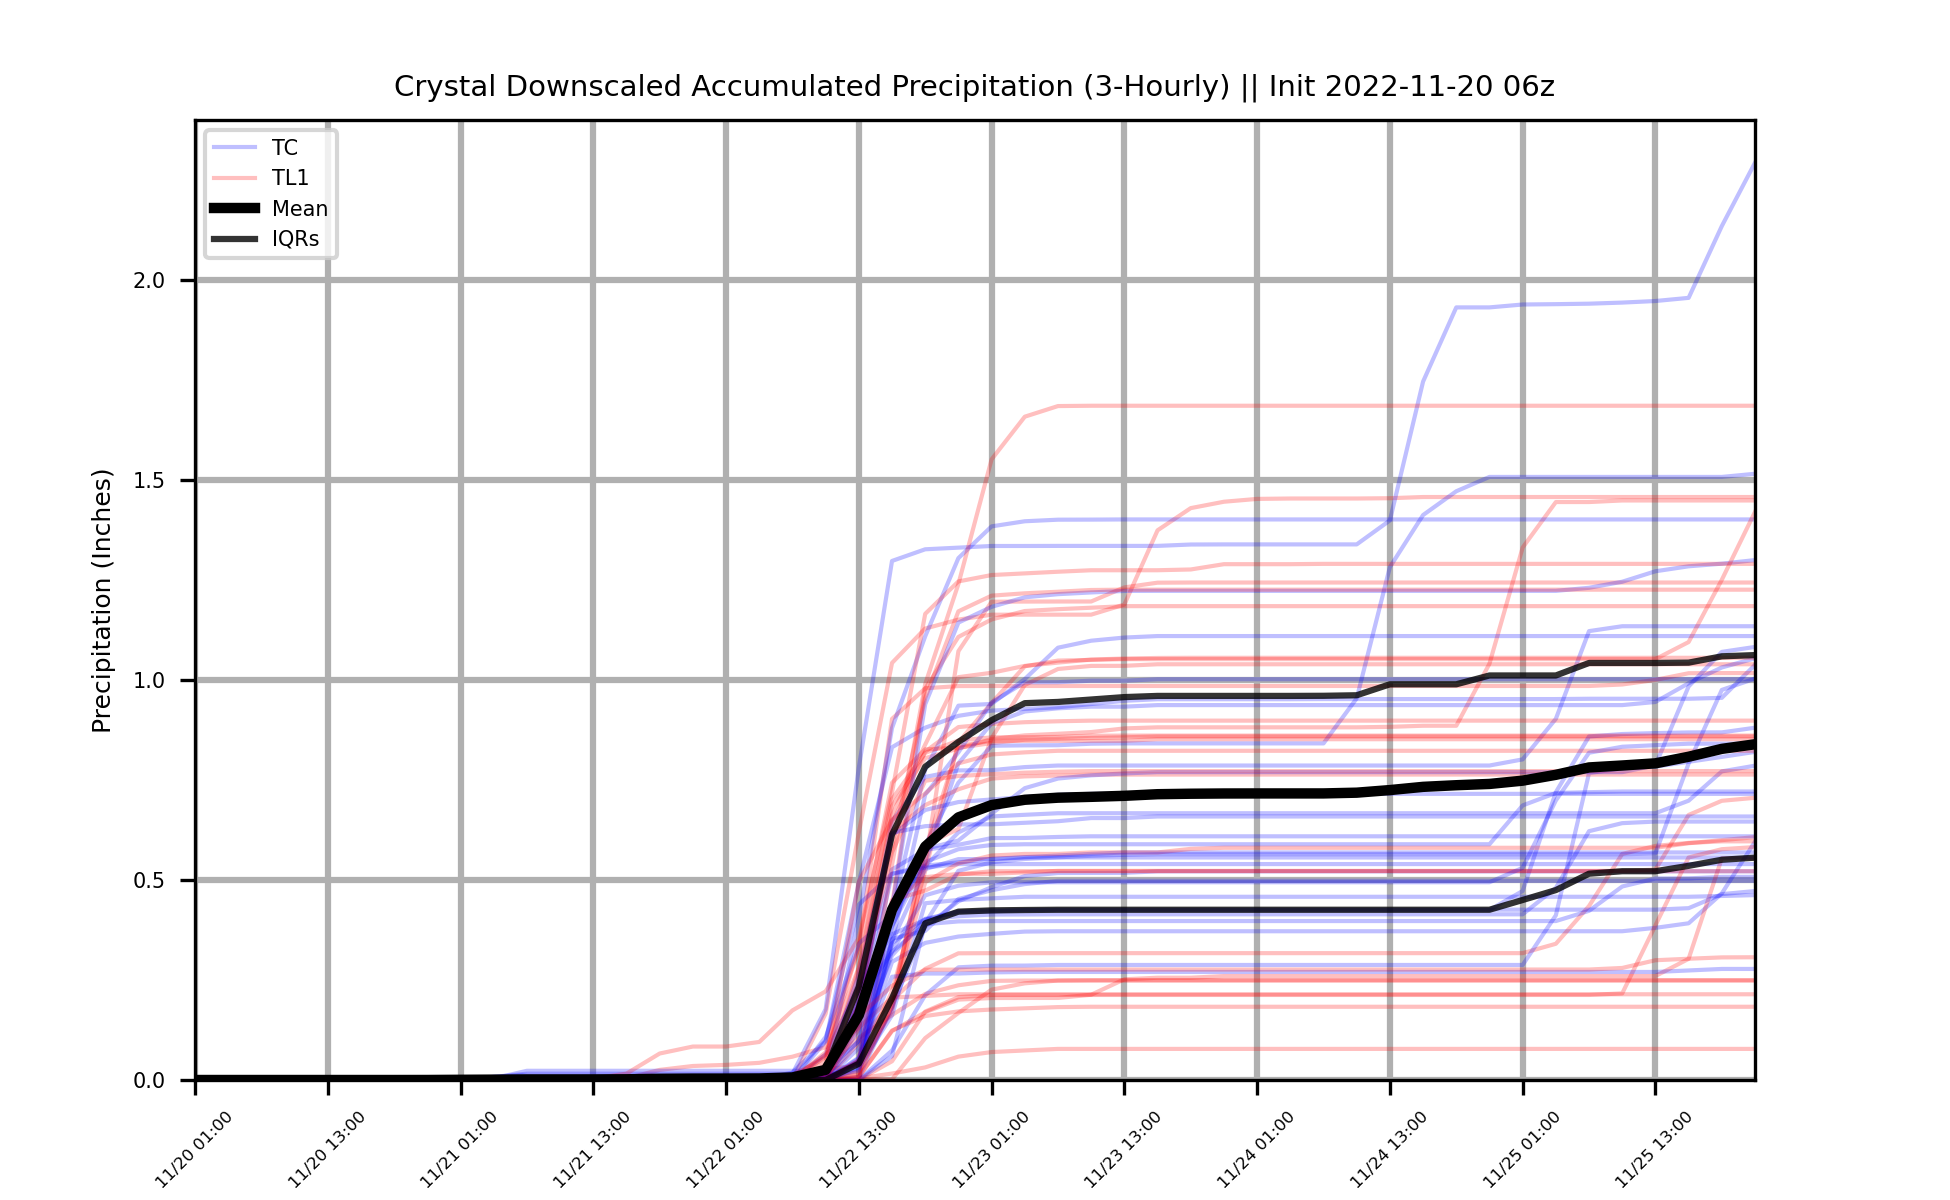 Crystal Downscaled Accumulated Precipitation (3-Hourly) || Init 2022-11-20 06z
TC
TL1
Mean
IQRs
Precipitation (Inches)
2.0
1.5
1.0
0.5
0.0
11/20 01:00
11/20 13:00
11/21 01:00
11/21 13:00
11/22 01:00
11/22 13:00
11/23 01:00
11/23 13:00
11/24 01:00
11/24 13:00
11/25 01:00
11/25 13:00